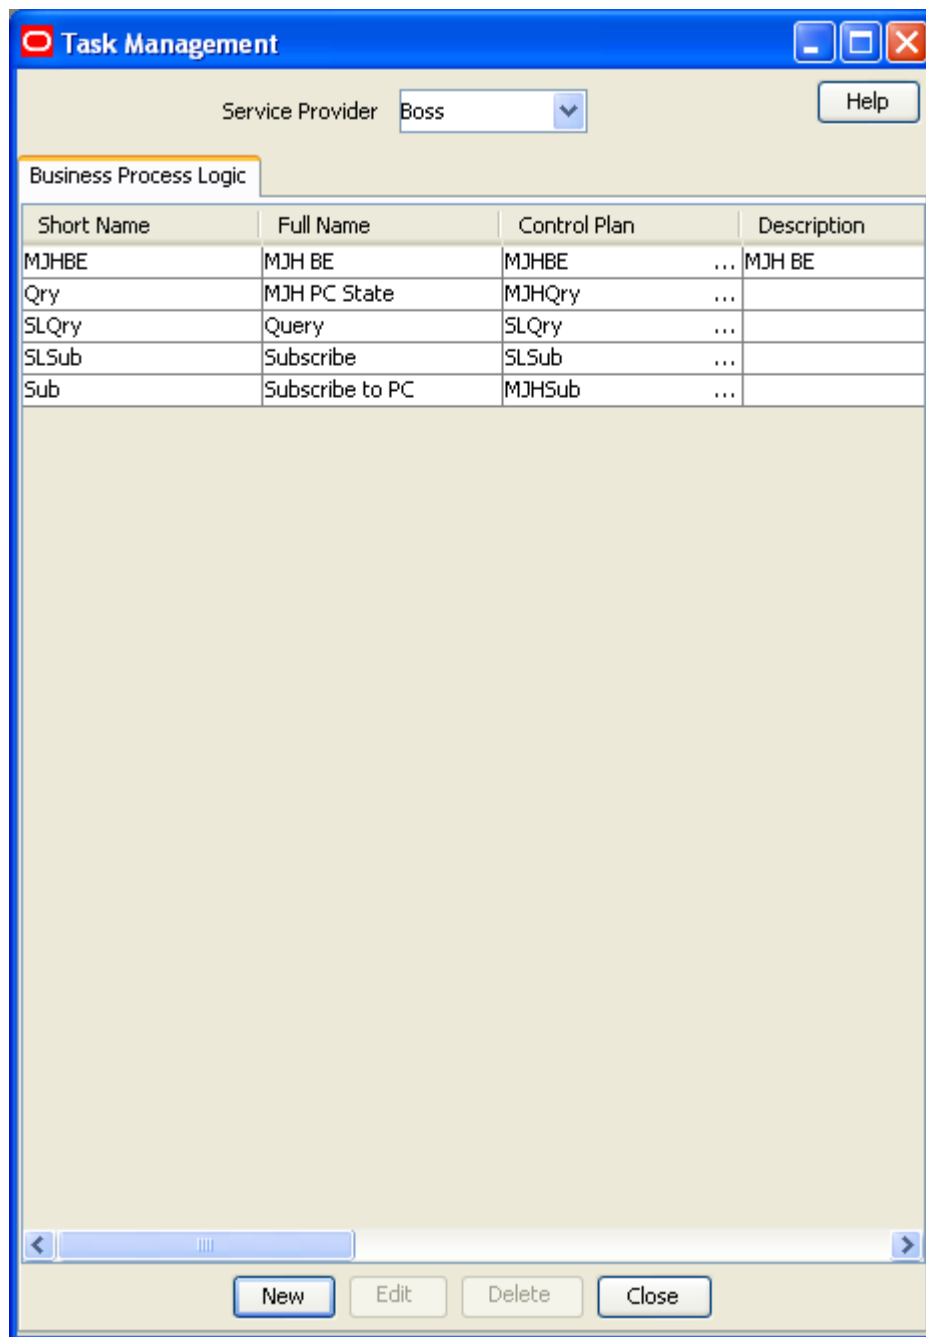 Task Management
Service Provider Boss Help
Business Process Logic
Short Name Full Name Control Plan Description
MJHBE MJH BE MJHBE ... MJH BE
Qry MJH PC State MJHQry ...
SLQry Query SLQry ...
SLSub Subscribe SLSub ...
Sub Subscribe to PC MJHSub ...
New Edit Delete Close